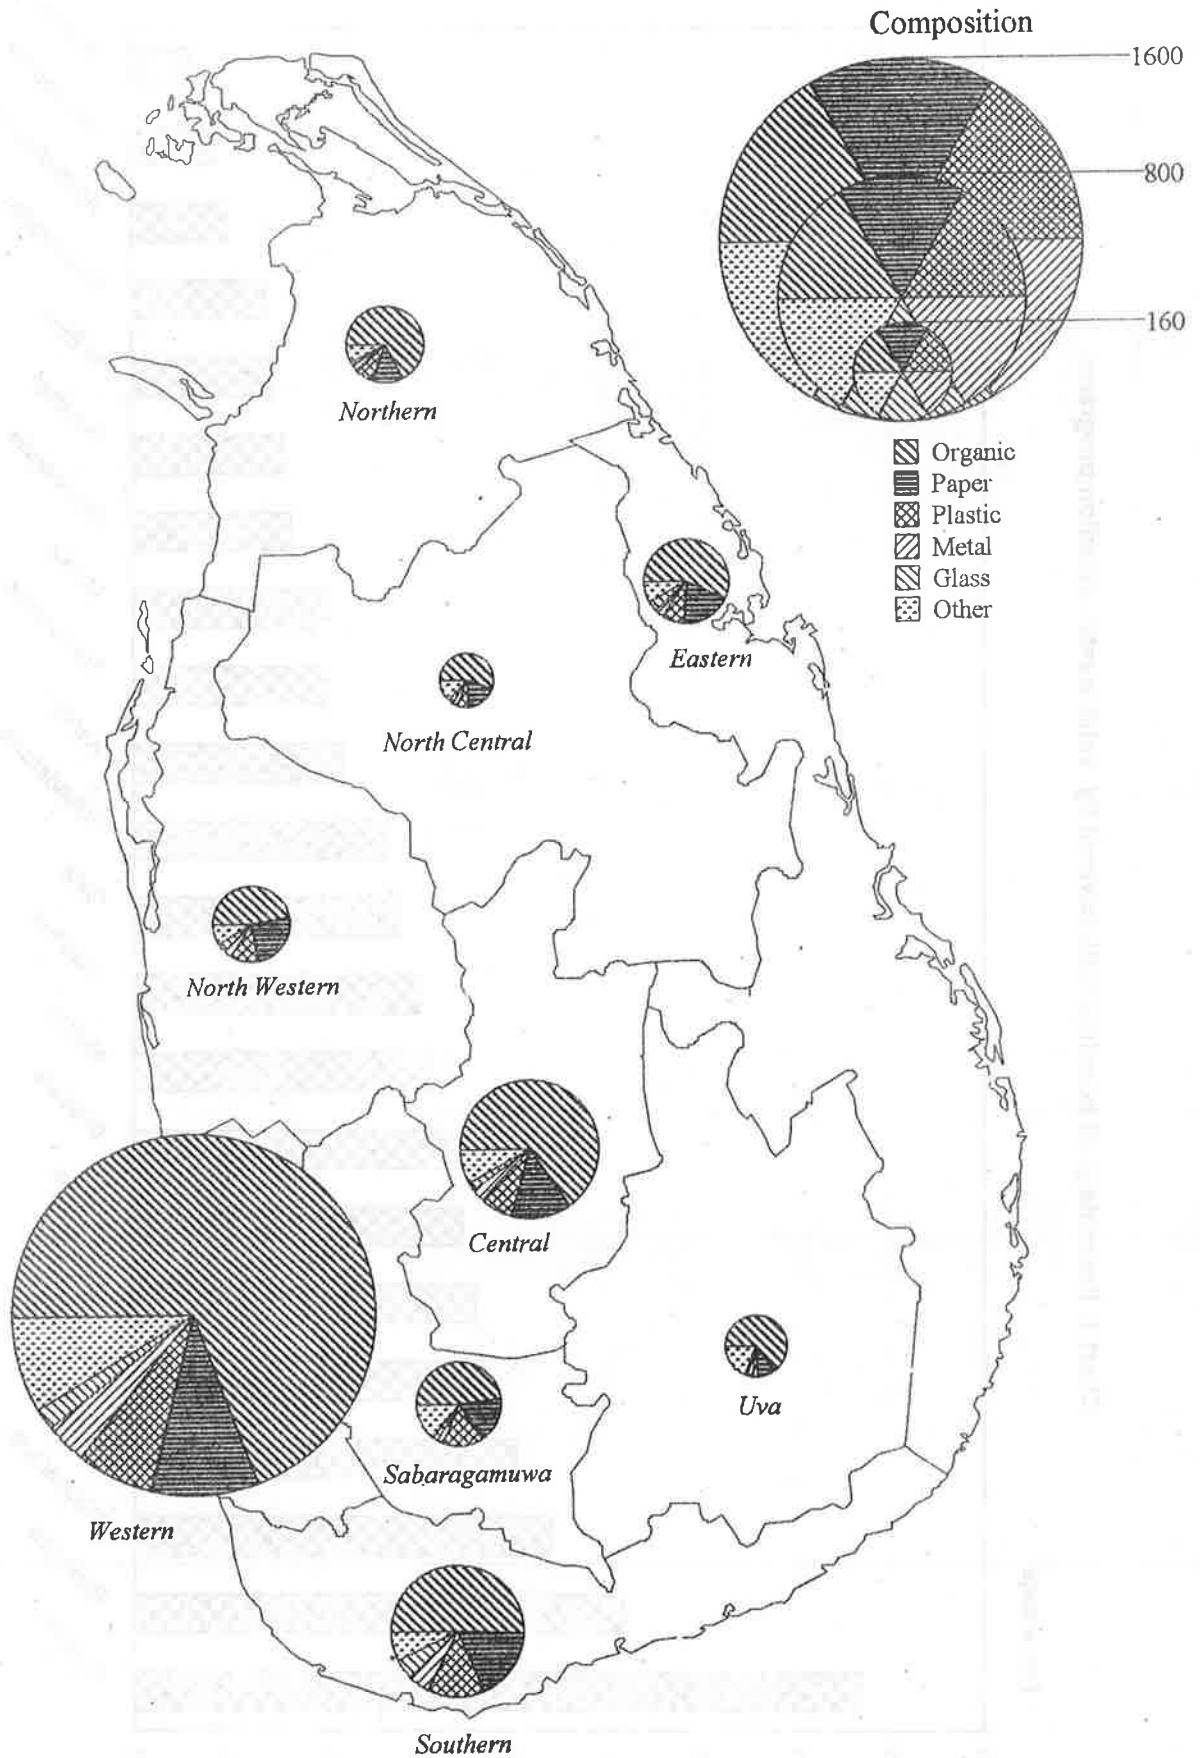 Composition
1600
800
160
Organic
Paper
Plastic
Metal
Glass
Other
Northern
Eastern
North Central
North Western
Central
Uva
Sabaragamuwa
Western
Southern